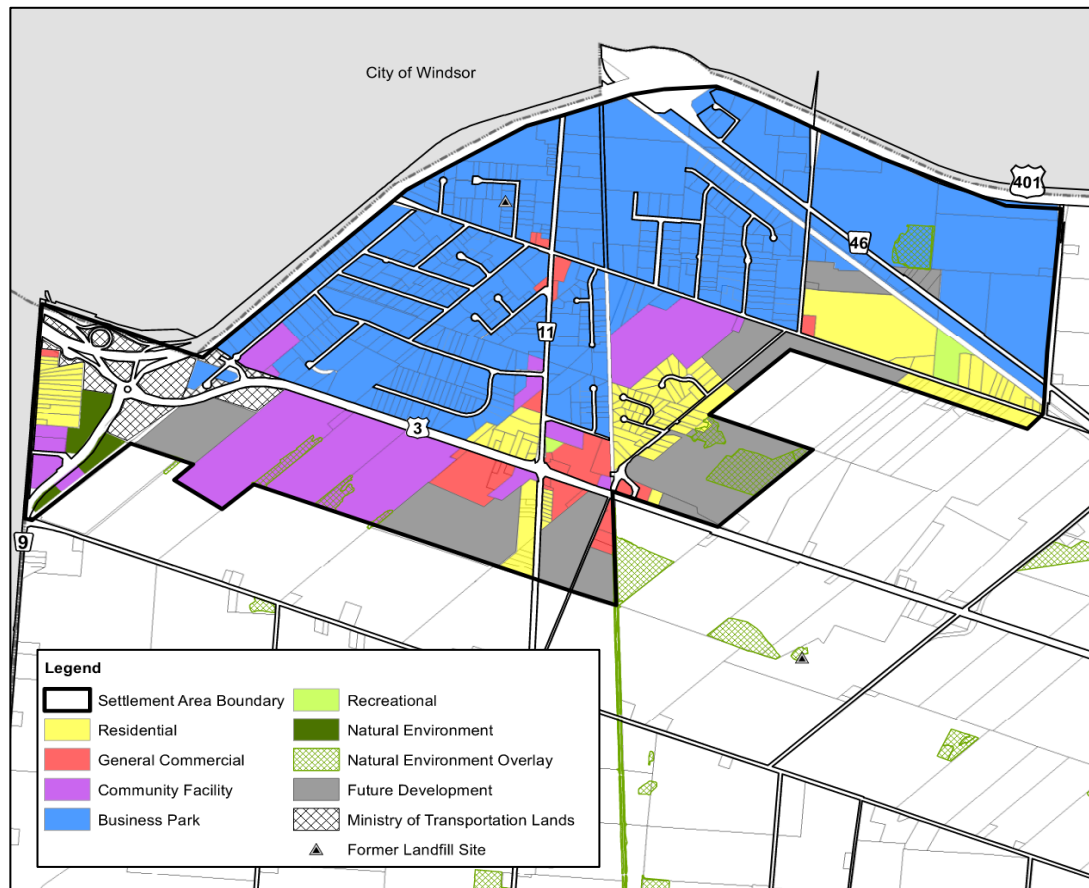 City of Windsor
401
46
11
3
9
Legend
Settlement Area Boundary
Residential
General Commercial
Community Facility
Business Park
Recreational
Natural Environment
Natural Environment Overlay
Future Development
Ministry of Transportation Lands
Former Landfill Site